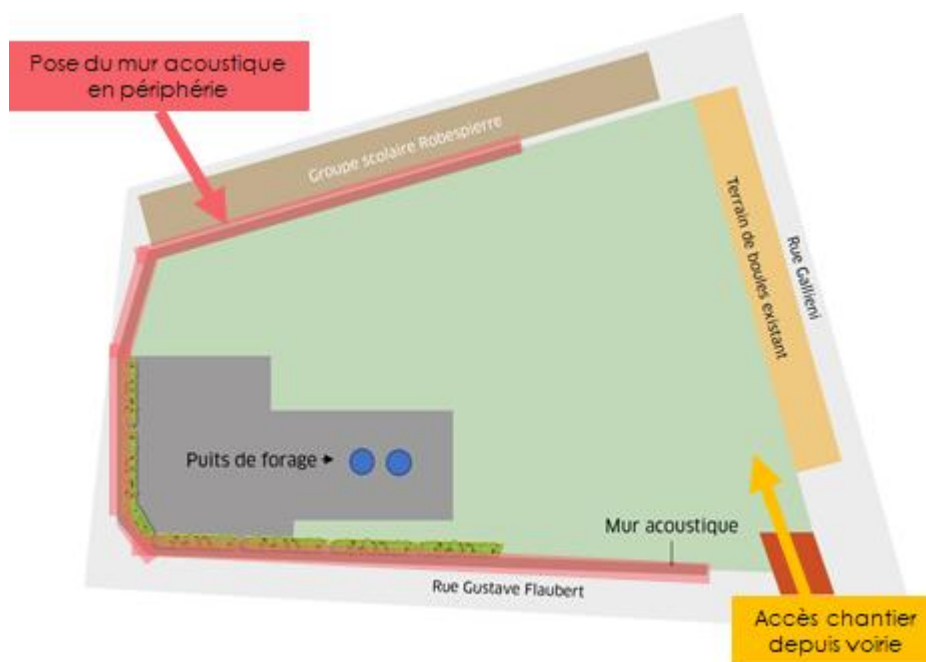 Pose du mur acoustique
en périphérie
Groupe scolaire Robespierre
Terrain de boules existant
Rue Gallieni
Puits de forage
Mur acoustique
Rue Gustave Flaubert
Accès chantier
depuis voirie